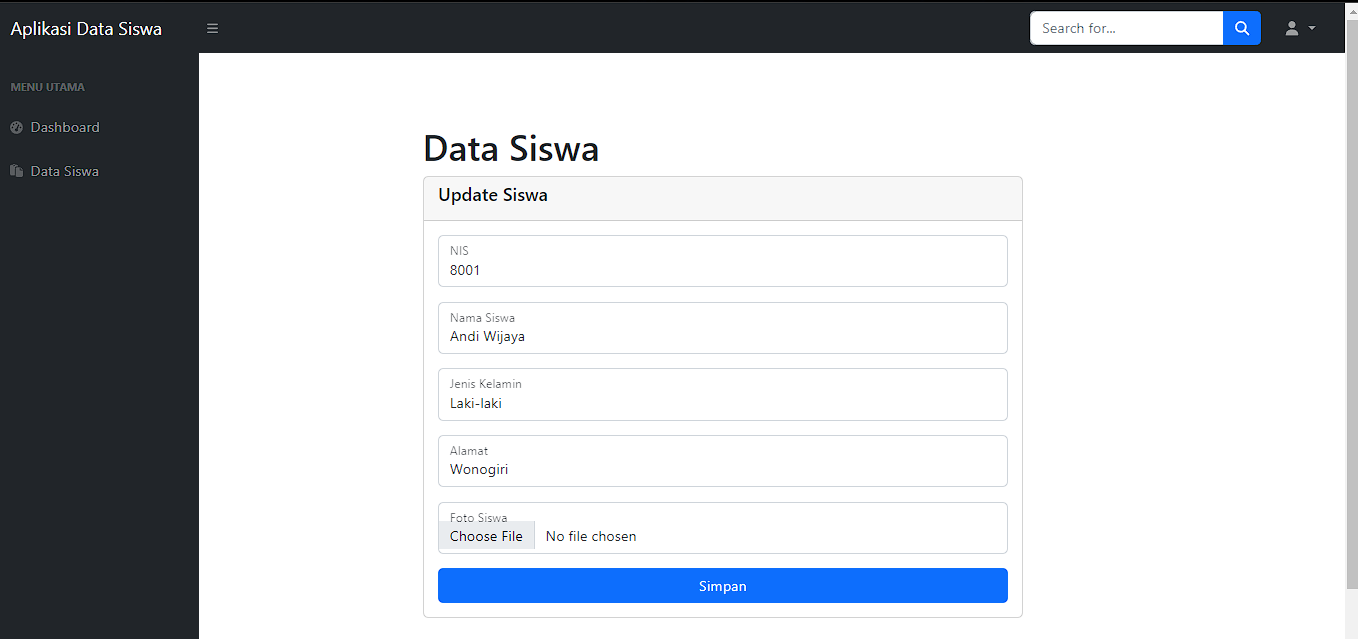 Aplikasi Data Siswa
Search for...
MENU UTAMA
Dashboard
Data Siswa
Data Siswa
Update Siswa
NIS
8001
Nama Siswa
Andi Wijaya
Jenis Kelamin
Laki-laki
Alamat
Wonogiri
Foto Siswa
Choose File No file chosen
Simpan